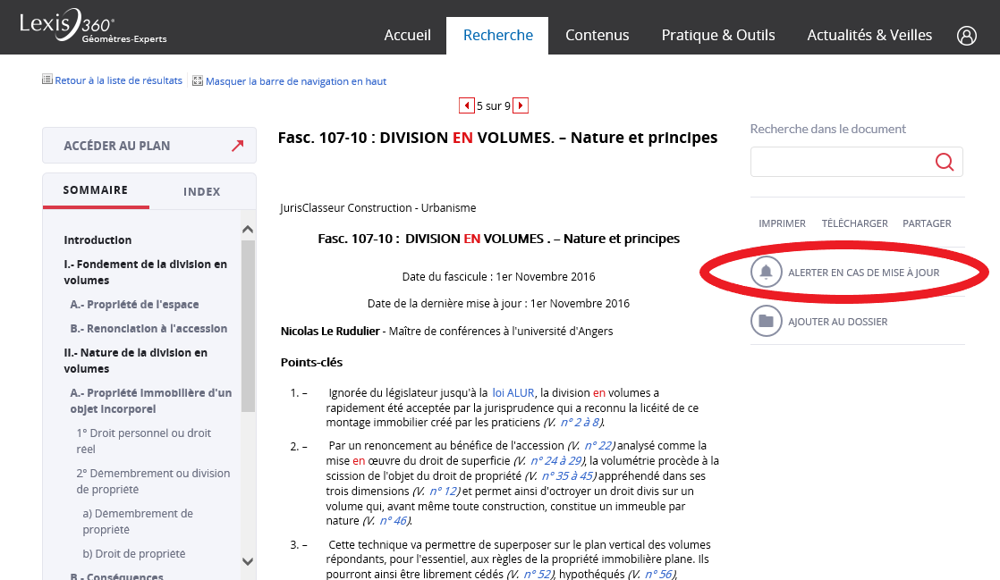 Lexis 360®
Géomètres-Experts
Accueil Recherche Contenus Pratique & Outils Actualités & Veilles
Retour à la liste de résultats Masquer la barre de navigation en haut
5 sur 9
ACCÉDER AU PLAN
SOMMAIRE INDEX
Introduction
I.- Fondement de la division en
volumes
A.- Propriété de l'espace
B.- Renonciation à l'accession
II.- Nature de la division en
volumes
A.- Propriété immobilière d'un
objet incorporel
1° Droit personnel ou droit
réel
2° Démembrement ou division
de propriété
a) Démembrement de
propriété
b) Droit de propriété
B.- Conséquences
Fasc. 107-10 : DIVISION EN VOLUMES. – Nature et principes
JurisClasseur Construction - Urbanisme
Fasc. 107-10 : DIVISION EN VOLUMES . – Nature et principes
Date du fascicule : 1er Novembre 2016
Date de la dernière mise à jour : 1er Novembre 2016
Nicolas Le Rudulier - Maître de conférences à l'université d'Angers
Points-clés
1. – Ignorée du législateur jusqu'à la loi ALUR, la division en volumes a
rapidement été acceptée par la jurisprudence qui a reconnu la licéité de ce
montage immobilier créé par les praticiens (V. n° 2 à 8).
2. – Par un renoncement au bénéfice de l'accession (V. n° 22) analysé comme la
mise en œuvre du droit de superficie (V. n° 24 à 29), la volumétrie procède à la
scission de l'objet du droit de propriété (V. n° 35 à 45) appréhendé dans ses
trois dimensions (V. n° 12) et permet ainsi d'octroyer un droit divis sur un
volume qui, avant même toute construction, constitue un immeuble par
nature (V. n° 46).
3. – Cette technique va permettre de superposer sur le plan vertical des volumes
répondants, pour l'essentiel, aux règles de la propriété immobilière plane. Ils
pourront ainsi être librement cédés (V. n° 52), hypothéqués (V. n° 56),
Recherche dans le document
IMPRIMER TÉLÉCHARGER PARTAGER
ALERTER EN CAS DE MISE À JOUR
AJOUTER AU DOSSIER